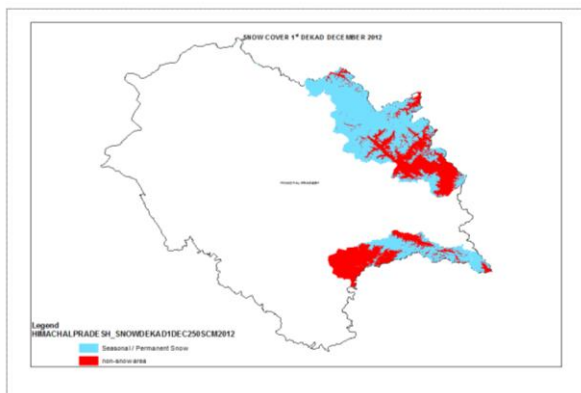 SNOW COVER 1st DEKAD DECEMBER 2012
Legend
HIMACHALPRADESH_SNOWDEKAD1DEC250SCM2012
Seasonal / Permanent Snow
non-snow area